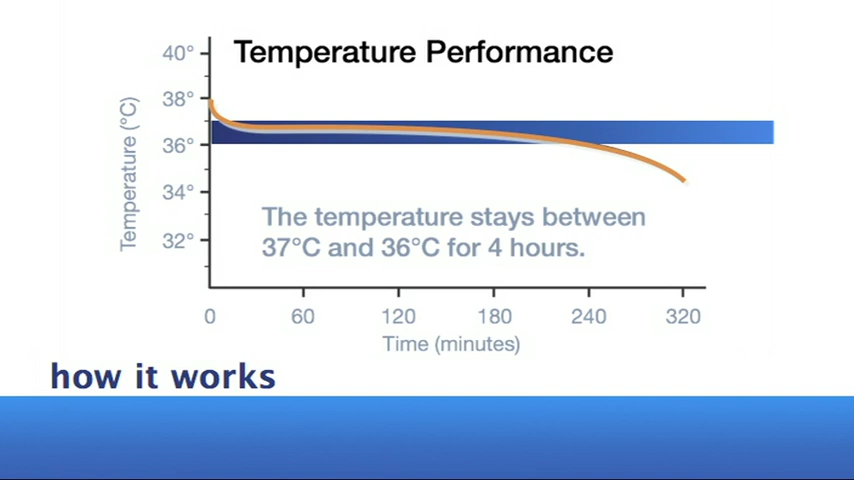 Temperature Performance
40°
38°
36°
34°
32°
Temperature (°C)
The temperature stays between
37°C and 36°C for 4 hours.
0 60 120 180 240 320
Time (minutes)
how it works